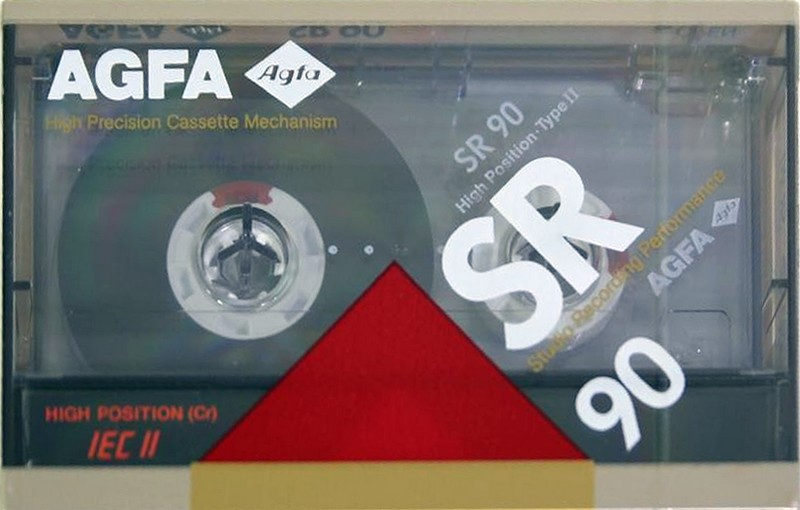 AGFA Agfa
High Precision Cassette Mechanism
SR 90
High Position·Type II
SR
Studio Recording Performance
AGFA Agfa
90
HIGH POSITION (Cr)
IEC II